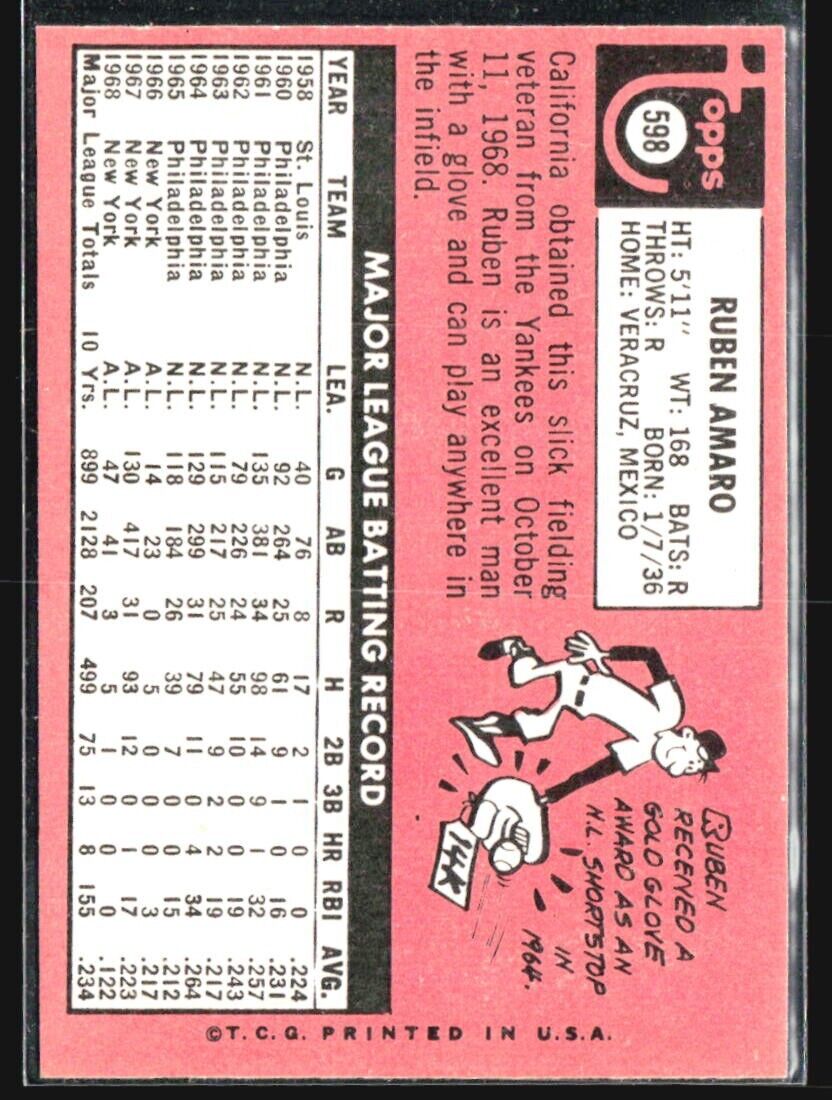 Topps
598
RUBEN AMARO
HT: 5'11" WT: 168 BATS: R
THROWS: R BORN: 1/7/36
HOME: VERACRUZ, MEXICO
California obtained this slick fielding
veteran from the Yankees on October
11, 1968. Ruben is an excellent man
with a glove and can play anywhere in
the infield.
RUBEN
RECEIVED A
GOLD GLOVE
AWARD AS AN
N.L. SHORTSTOP
IN
1964.
14K
MAJOR LEAGUE BATTING RECORD
YEAR TEAM LEA. G AB R H 2B 3B HR RBI AVG.
1958 St. Louis N.L. 40 76 8 17 2 1 0 0 .224
1960 Philadelphia N.L. 92 264 25 61 9 1 0 16 .231
1961 Philadelphia N.L. 135 381 34 98 14 9 1 32 .257
1962 Philadelphia N.L. 79 226 24 55 10 0 0 19 .243
1963 Philadelphia N.L. 115 217 25 47 9 2 2 19 .217
1964 Philadelphia N.L. 129 299 31 79 11 0 4 34 .264
1965 Philadelphia N.L. 118 184 26 39 7 0 0 15 .212
1966 New York A.L. 14 23 0 5 0 0 0 3 .217
1967 New York A.L. 130 417 31 93 12 0 1 17 .223
1968 New York A.L. 47 41 3 5 1 0 0 0 .122
Major League Totals 10 Yrs. 899 2128 207 499 75 13 8 155 .234
©T.C.G. PRINTED IN U.S.A.